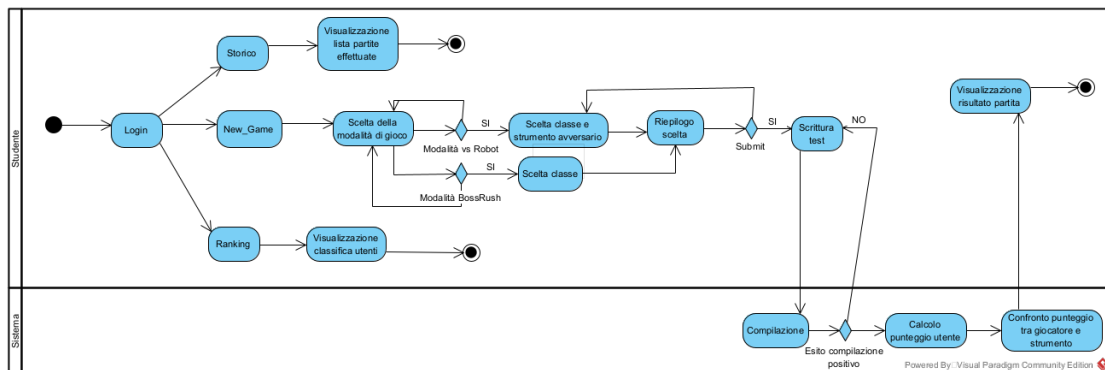 Studente
Storico
Visualizzazione
lista partite
effettuate
Login
New_Game
Scelta della
modalità di gioco
SI
Modalità vs Robot
Scelta classe e
strumento avversario
SI
Modalità BossRush
Scelta classe
Riepilogo
scelta
SI
Submit
Scrittura
test
NO
Visualizzazione
risultato partita
Ranking
Visualizzazione
classifica utenti
Sistema
Compilazione
Esito compilazione
positivo
Calcolo
punteggio utente
Confronto punteggio
tra giocatore e
strumento
Powered By Visual Paradigm Community Edition